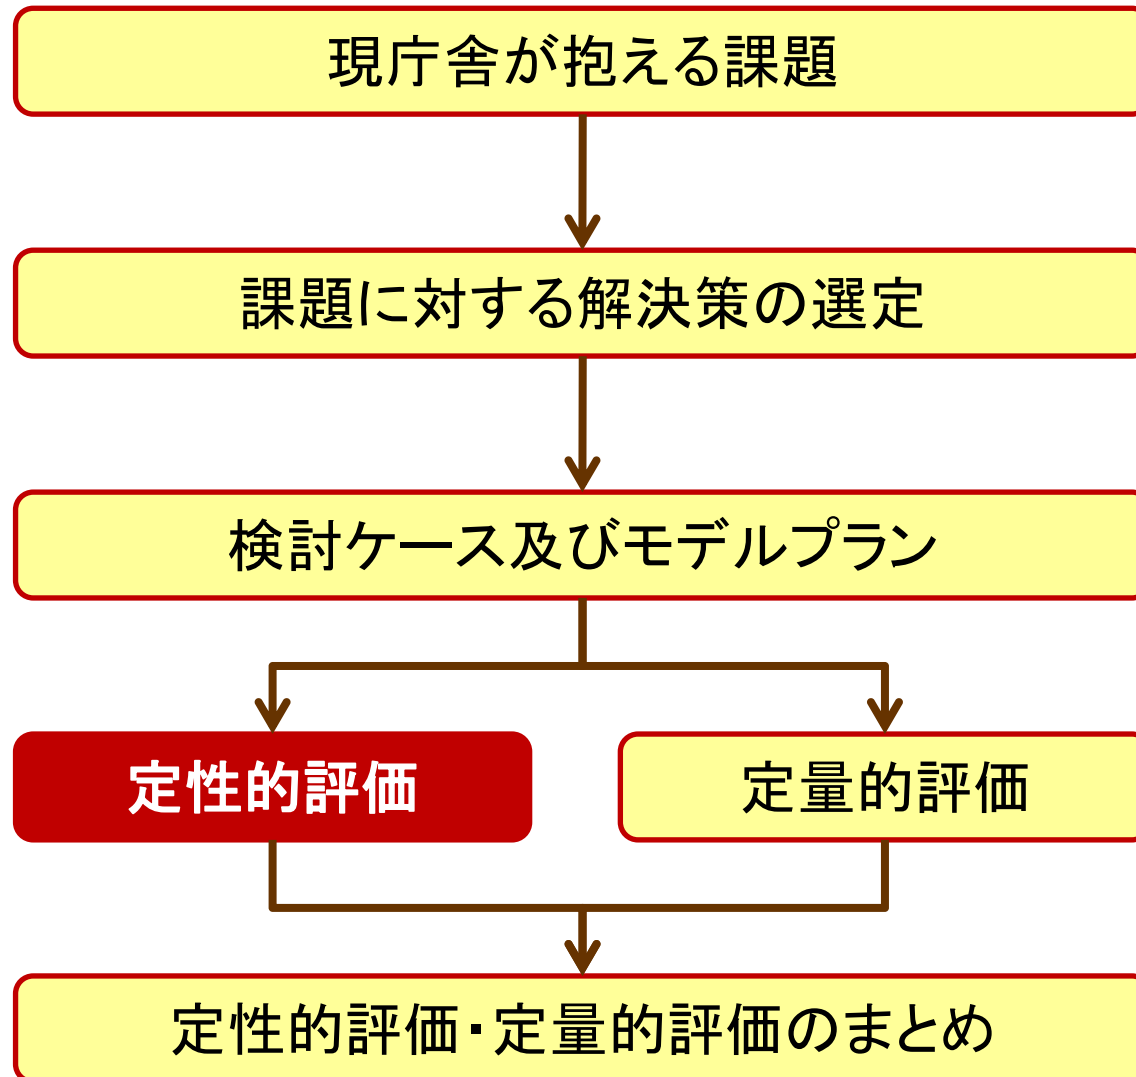 現庁舎が抱える課題
課題に対する解決策の選定
検討ケース及びモデルプラン
定性的評価
定量的評価
定性的評価・定量的評価のまとめ